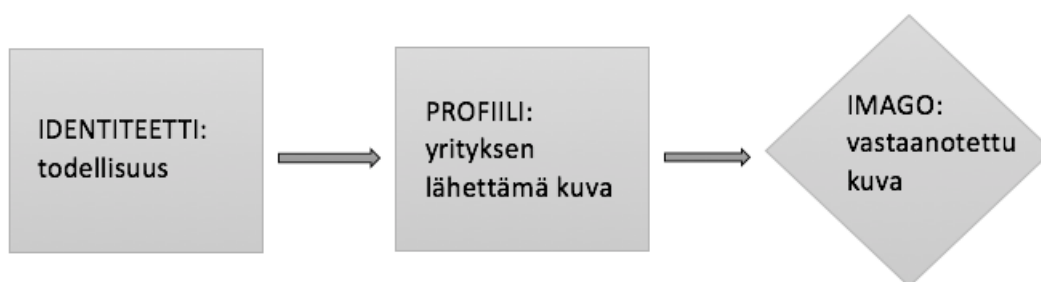 IDENTITEETTI:
todellisuus
PROFIILI:
yrityksen
lähettämä kuva
IMAGO:
vastaanotettu
kuva